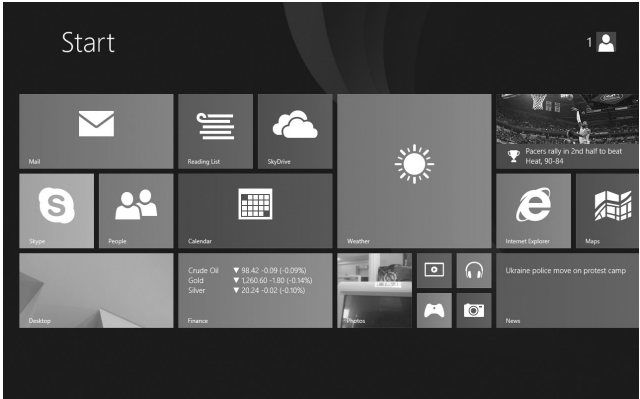 Start
1
Mail
Reading List
SkyDrive
Weather
Pacers rally in 2nd half to beat
Heat, 90-84
S
Skype
People
Calendar
Internet Explorer
Maps
Desktop
Crude Oil ▼ 98.42 -0.09 (-0.09%)
Gold ▼ 1,260.60 -1.80 (-0.14%)
Silver ▼ 20.24 -0.02 (-0.10%)
Finance
Photos
Ukraine police move on protest camp
News